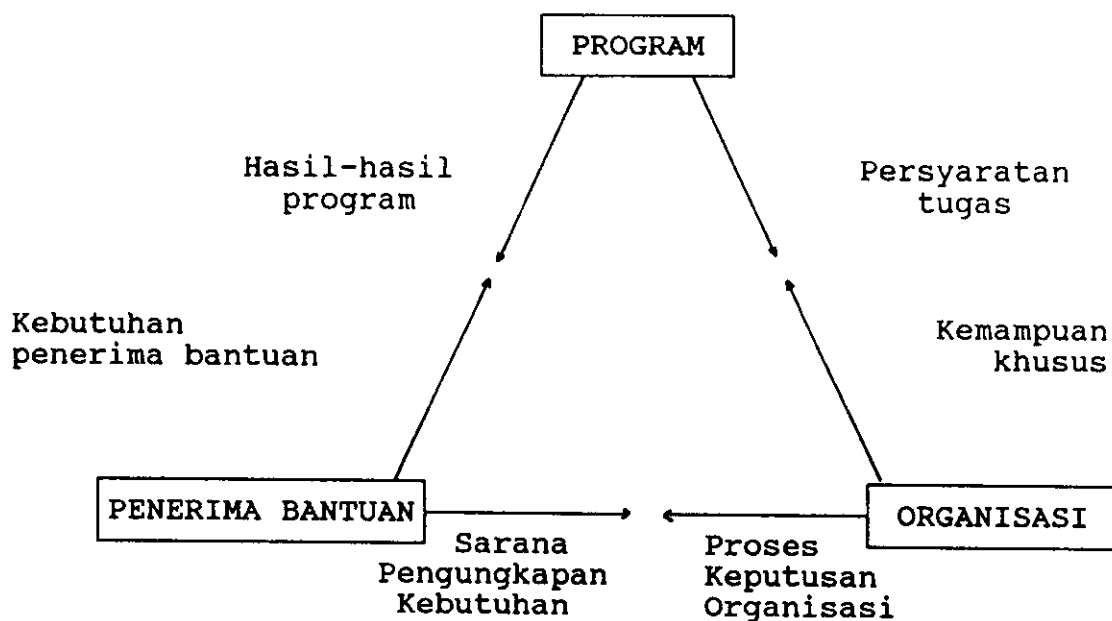 PROGRAM
Hasil-hasil
program
Persyaratan
tugas
Kebutuhan
penerima bantuan
Kemampuan
khusus
PENERIMA BANTUAN
ORGANISASI
Sarana
Pengungkapan
Kebutuhan
Proses
Keputusan
Organisasi